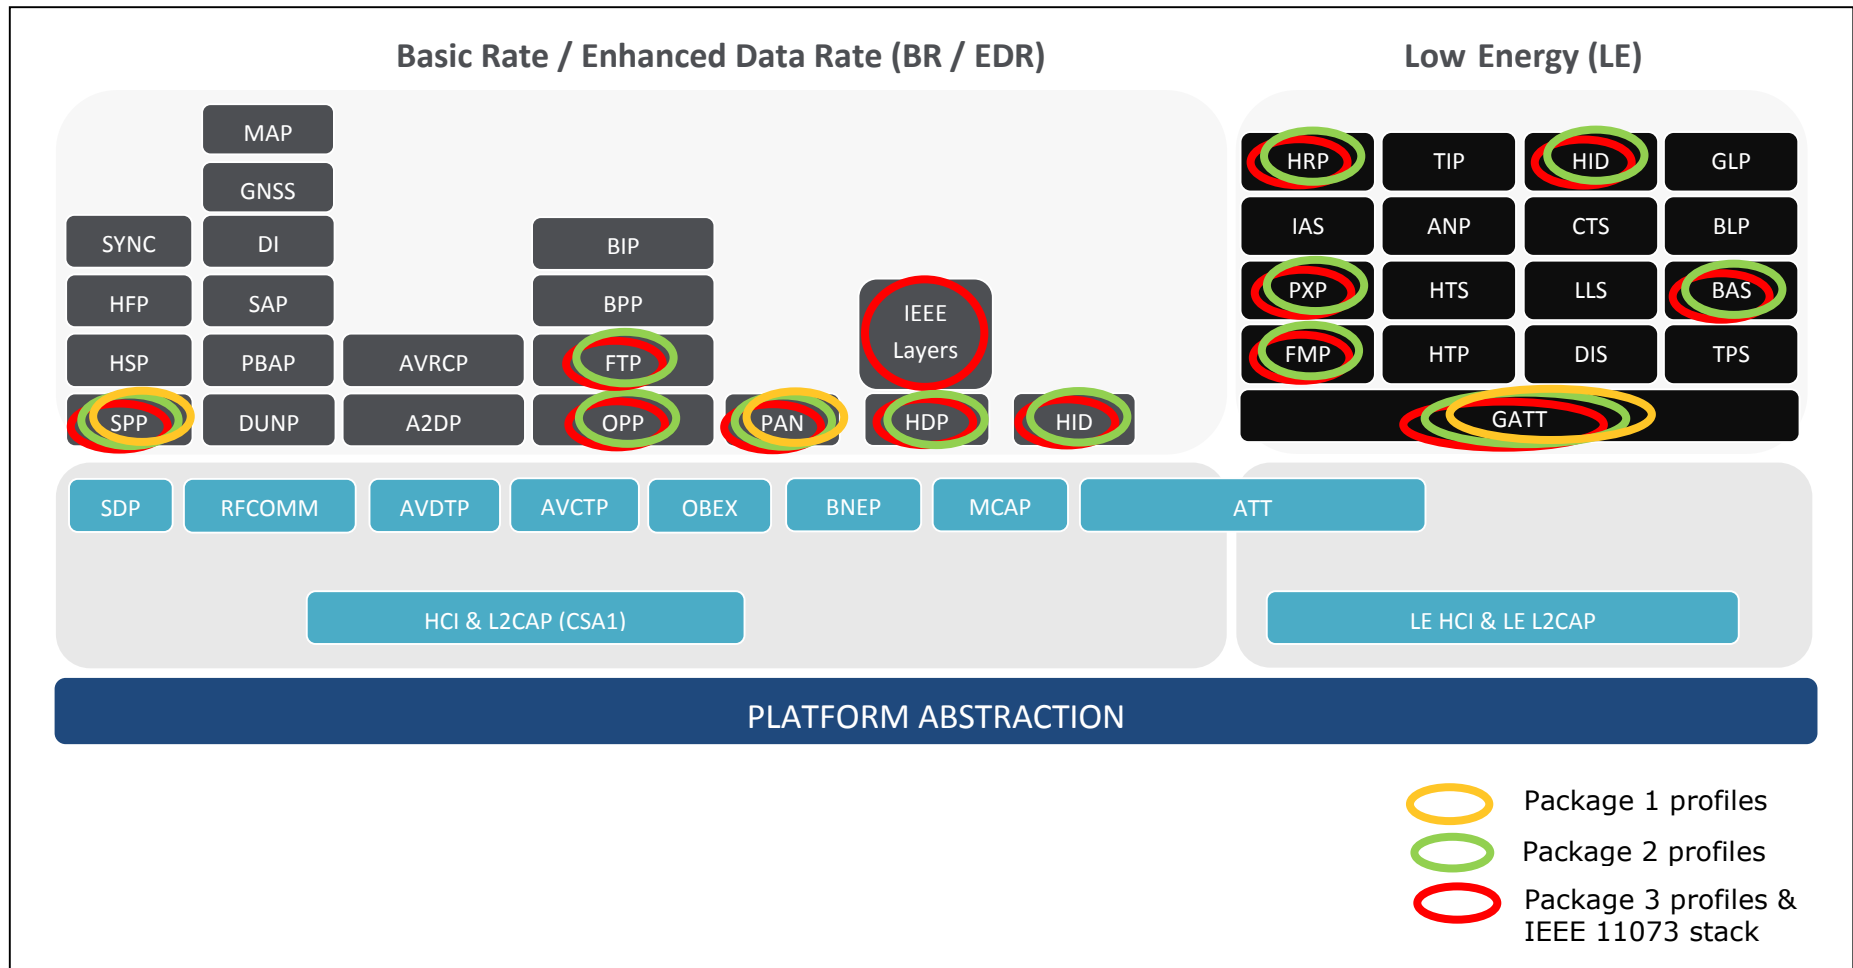 Basic Rate / Enhanced Data Rate (BR / EDR)
Low Energy (LE)
MAP
GNSS
SYNC
DI
BIP
HFP
SAP
BPP
IEEE
Layers
HSP
PBAP
AVRCP
FTP
SPP
DUNP
A2DP
OPP
PAN
HDP
HID
HRP
TIP
HID
GLP
IAS
ANP
CTS
BLP
PXP
HTS
LLS
BAS
FMP
HTP
DIS
TPS
GATT
SDP
RFCOMM
AVDTP
AVCTP
OBEX
BNEP
MCAP
ATT
HCI & L2CAP (CSA1)
LE HCI & LE L2CAP
PLATFORM ABSTRACTION
Package 1 profiles
Package 2 profiles
Package 3 profiles &
IEEE 11073 stack